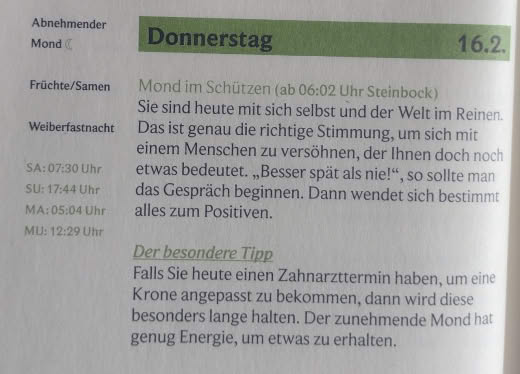 Abnehmender
Mond ☾
Früchte/Samen
Weiberfastnacht
SA: 07:30 Uhr
SU: 17:44 Uhr
MA: 05:04 Uhr
MU: 12:29 Uhr
Donnerstag 16.2.
Mond im Schützen (ab 06:02 Uhr Steinbock)
Sie sind heute mit sich selbst und der Welt im Reinen.
Das ist genau die richtige Stimmung, um sich mit
einem Menschen zu versöhnen, der Ihnen doch noch
etwas bedeutet. „Besser spät als nie!“, so sollte man
das Gespräch beginnen. Dann wendet sich bestimmt
alles zum Positiven.
Der besondere Tipp
Falls Sie heute einen Zahnarzttermin haben, um eine
Krone angepasst zu bekommen, dann wird diese
besonders lange halten. Der zunehmende Mond hat
genug Energie, um etwas zu erhalten.